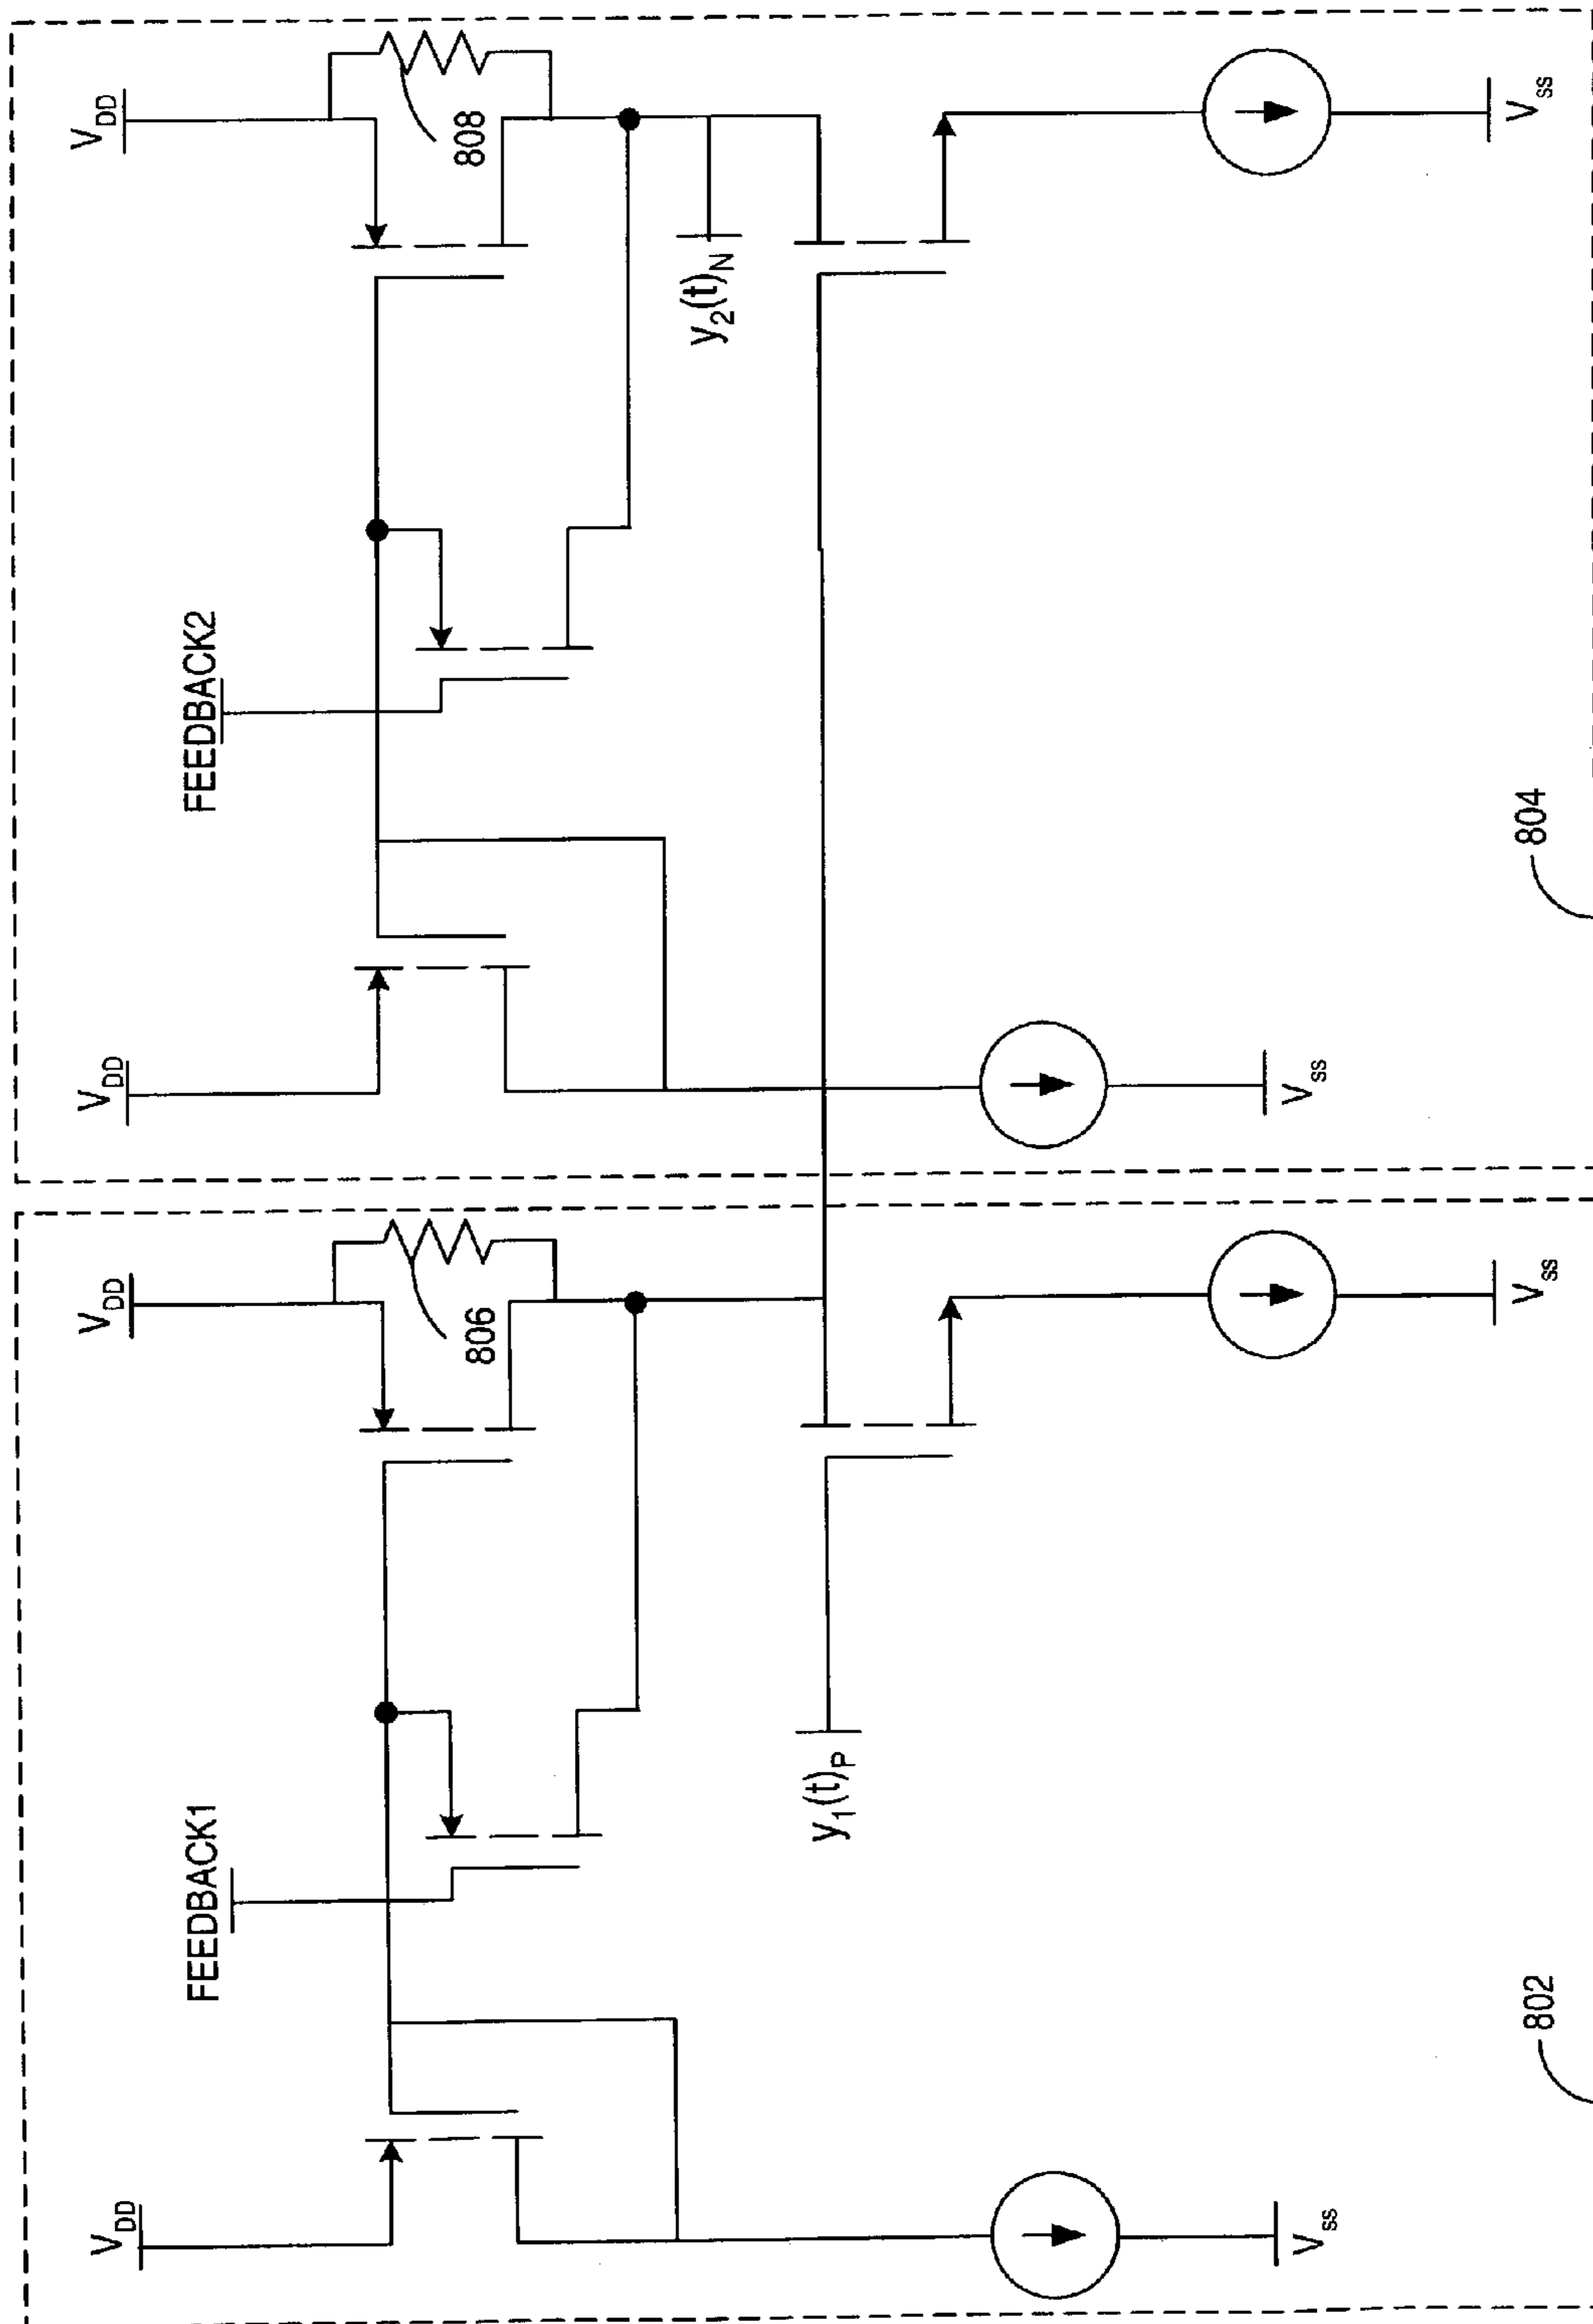 V_DD
FEEDBACK1
V_DD
806
y_1(t)_P
V_ss
V_ss
802
V_DD
FEEDBACK2
V_DD
808
y_2(t)_N
V_ss
V_ss
804